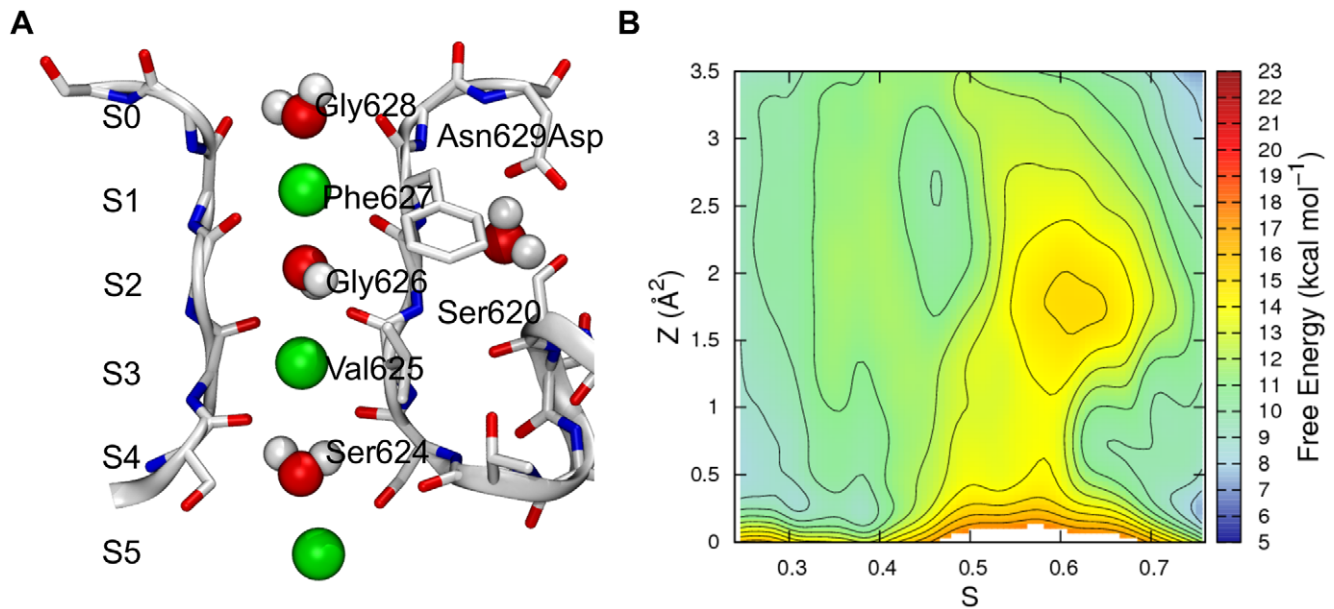 A
S0
Gly628
Asn629Asp
S1
Phe627
S2
Gly626
Ser620
S3
Val625
S4
Ser624
S5
B
3.5
3
2.5
2
1.5
1
0.5
0
Z (Å²)
0.3 0.4 0.5 0.6 0.7
S
23
22
21
20
19
18
17
16
15
14
13
12
11
10
9
8
7
6
5
Free Energy (kcal mol⁻¹)